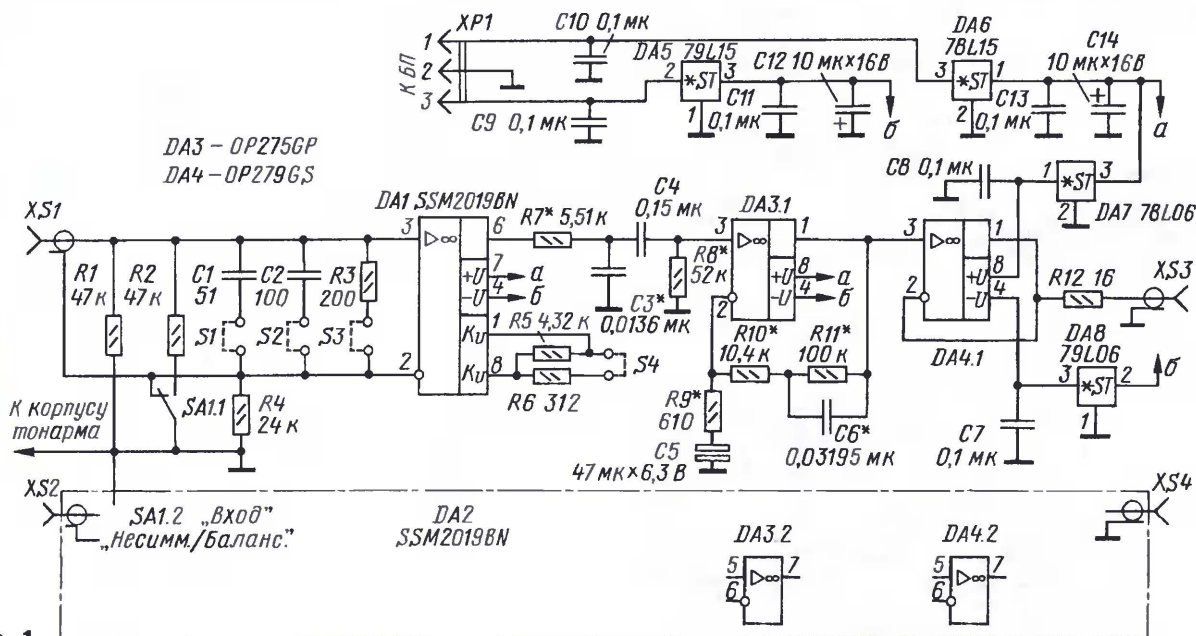 XP1
К БП
1
2
3
C10 0,1 мк
C9 0,1 мк
DA5 79L15
2
*ST
3
1
C11
0,1 мк
C12 10 мк×16В
+
б
DA6
78L15
3
*ST
1
2
C13
0,1 мк
C14
10 мк×16В
+
а
DA3 – OP275GP
DA4 – OP279GS
C8 0,1 мк
1
*ST
3
2
DA7 78L06
XS1
R1
47 к
R2
47 к
C1
51
C2
100
R3
200
S1
S2
S3
DA1 SSM2019BN
3
▷∞
6
7
+U
а
4
-U
б
1
KU
8
KU
2
R7* 5,51 к
C4
0,15 мк
C3*
0,0136 мк
R8*
52 к
R5 4,32 к
R6 312
S4
DA3.1
3
▷∞
1
8
+U
а
4
-U
б
2
R10*
10,4 к
R11*
100 к
R9*
610
C5
47 мк×6,3 В
C6*
0,03195 мк
DA4.1
3
▷∞
1
8
+U
4
-U
2
R12 16
XS3
DA8
79L06
3
*ST
2
б
1
C7
0,1 мк
SA1.1
R4
24 к
К корпусу
тонарма
XS2
SA1.2 „Вход"
„Несимм./Баланс."
DA2
SSM2019BN
XS4
DA3.2
5
▷∞
7
6
DA4.2
5
▷∞
7
6